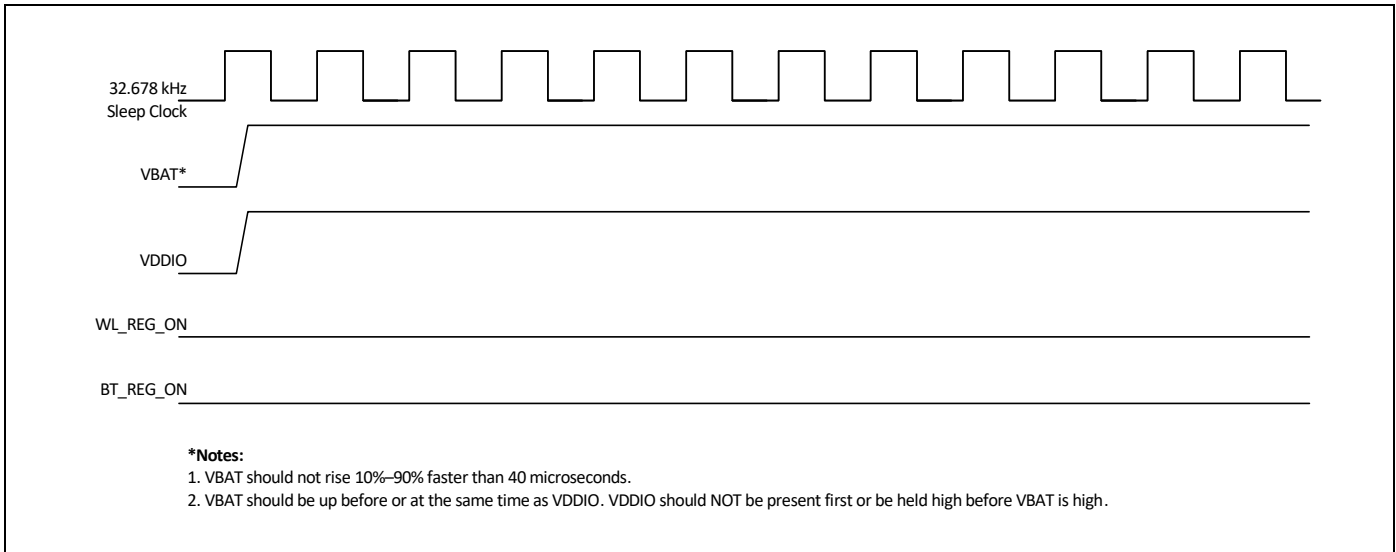 32.678 kHz
Sleep Clock
VBAT*
VDDIO
WL_REG_ON
BT_REG_ON
*Notes:
1. VBAT should not rise 10%–90% faster than 40 microseconds.
2. VBAT should be up before or at the same time as VDDIO. VDDIO should NOT be present first or be held high before VBAT is high.